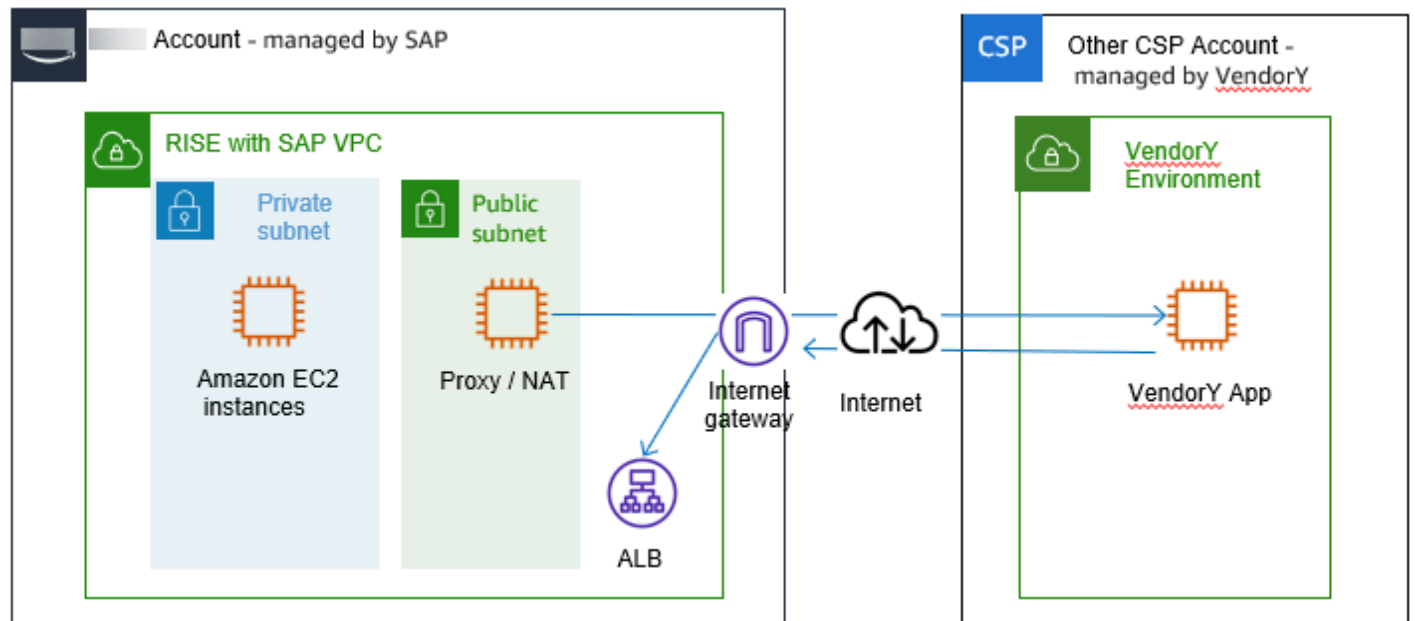 Account - managed by SAP
RISE with SAP VPC
Private
subnet
Public
subnet
Amazon EC2
instances
Proxy / NAT
ALB
Internet
gateway
Internet
CSP
Other CSP Account -
managed by VendorY
VendorY
Environment
VendorY App